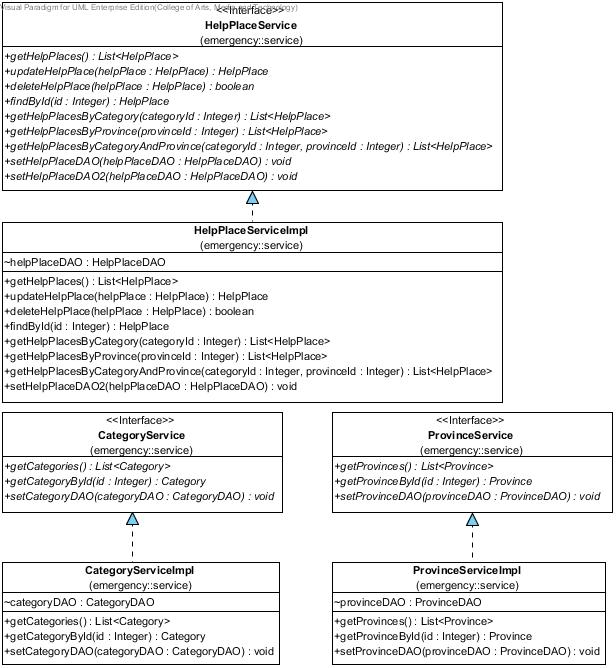 Visual Paradigm for UML Enterprise Edition(College of Arts, Media and Technology)
<<Interface>>
HelpPlaceService
(emergency::service)
+getHelpPlaces() : List<HelpPlace>
+updateHelpPlace(helpPlace : HelpPlace) : HelpPlace
+deleteHelpPlace(helpPlace : HelpPlace) : boolean
+findById(id : Integer) : HelpPlace
+getHelpPlacesByCategory(categoryId : Integer) : List<HelpPlace>
+getHelpPlacesByProvince(provinceId : Integer) : List<HelpPlace>
+getHelpPlacesByCategoryAndProvince(categoryId : Integer, provinceId : Integer) : List<HelpPlace>
+setHelpPlaceDAO(helpPlaceDAO : HelpPlaceDAO) : void
+setHelpPlaceDAO2(helpPlaceDAO : HelpPlaceDAO) : void
HelpPlaceServiceImpl
(emergency::service)
~helpPlaceDAO : HelpPlaceDAO
+getHelpPlaces() : List<HelpPlace>
+updateHelpPlace(helpPlace : HelpPlace) : HelpPlace
+deleteHelpPlace(helpPlace : HelpPlace) : boolean
+findById(id : Integer) : HelpPlace
+getHelpPlacesByCategory(categoryId : Integer) : List<HelpPlace>
+getHelpPlacesByProvince(provinceId : Integer) : List<HelpPlace>
+getHelpPlacesByCategoryAndProvince(categoryId : Integer, provinceId : Integer) : List<HelpPlace>
+setHelpPlaceDAO2(helpPlaceDAO : HelpPlaceDAO) : void
<<Interface>>
CategoryService
(emergency::service)
+getCategories() : List<Category>
+getCategoryById(id : Integer) : Category
+setCategoryDAO(categoryDAO : CategoryDAO) : void
<<Interface>>
ProvinceService
(emergency::service)
+getProvinces() : List<Province>
+getProvinceById(id : Integer) : Province
+setProvinceDAO(provinceDAO : ProvinceDAO) : void
CategoryServiceImpl
(emergency::service)
~categoryDAO : CategoryDAO
+getCategories() : List<Category>
+getCategoryById(id : Integer) : Category
+setCategoryDAO(categoryDAO : CategoryDAO) : void
ProvinceServiceImpl
(emergency::service)
~provinceDAO : ProvinceDAO
+getProvinces() : List<Province>
+getProvinceById(id : Integer) : Province
+setProvinceDAO(provinceDAO : ProvinceDAO) : void